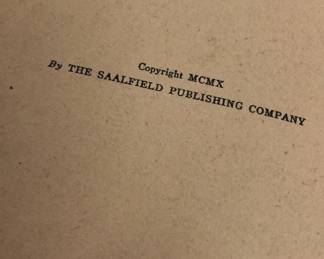 Copyright MCMX
By THE SAALFIELD PUBLISHING COMPANY